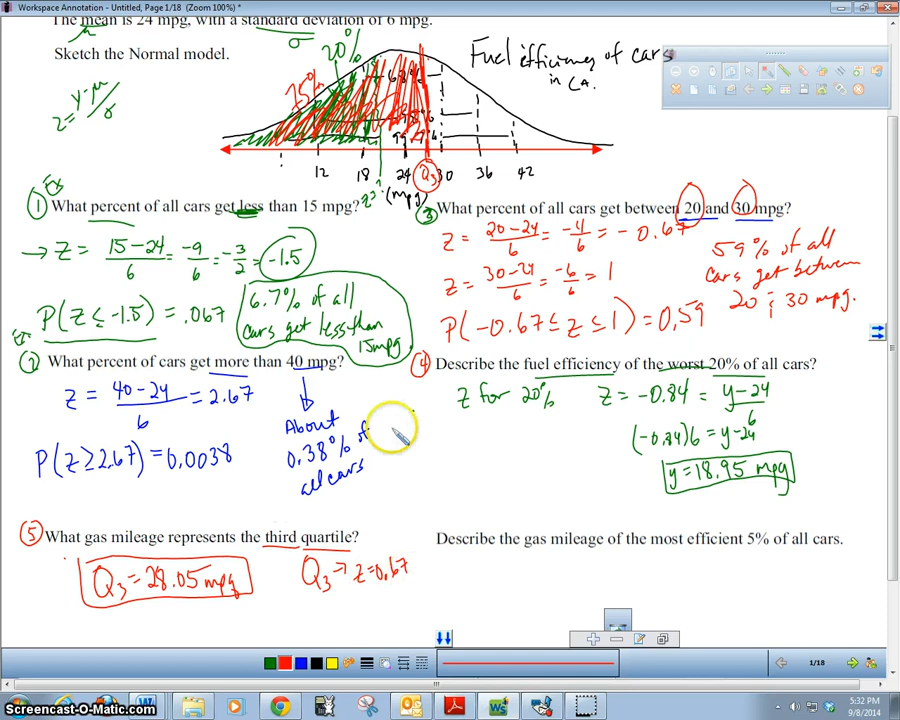 Workspace Annotation - Untitled, Page1/18 (Zoom 100%) *
The mean is 24 mpg, with a standard deviation of 6 mpg.
μ
σ
Sketch the Normal model.
20%
75%
Fuel efficiency of cars
in CA.
z = y-μ/σ
68%
95%
99.7%
12 18 24 Q3 30 36 42
z?
(mpg)
① Ex
What percent of all cars get less than 15 mpg?
→ Z = 15-24/6 = -9/6 = -3/2 = -1.5
P(Z ≤ -1.5) = .067
6.7% of all
cars get less than
15mpg
② What percent of cars get more than 40 mpg?
Z = 40-24/6 = 2.67
P(Z ≥ 2.67) = 0.0038
About
0.38% of
all cars
③ What percent of all cars get between 20 and 30 mpg?
Z = 20-24/6 = -4/6 = -0.67
Z = 30-24/6 = -6/6 = 1
P(-0.67 ≤ Z ≤ 1) = 0.59
59% of all
cars get between
20 & 30 mpg.
④ Describe the fuel efficiency of the worst 20% of all cars?
Z for 20%
Z = -0.84 = y-24/6
(-0.84)6 = y-24
y = 18.95 mpg
⑤ What gas mileage represents the third quartile?
Q3 = 28.05 mpg
Q3 → Z = 0.67
Describe the gas mileage of the most efficient 5% of all cars.
1/18
Screencast-O-Matic.com
5:32 PM
9/8/2014